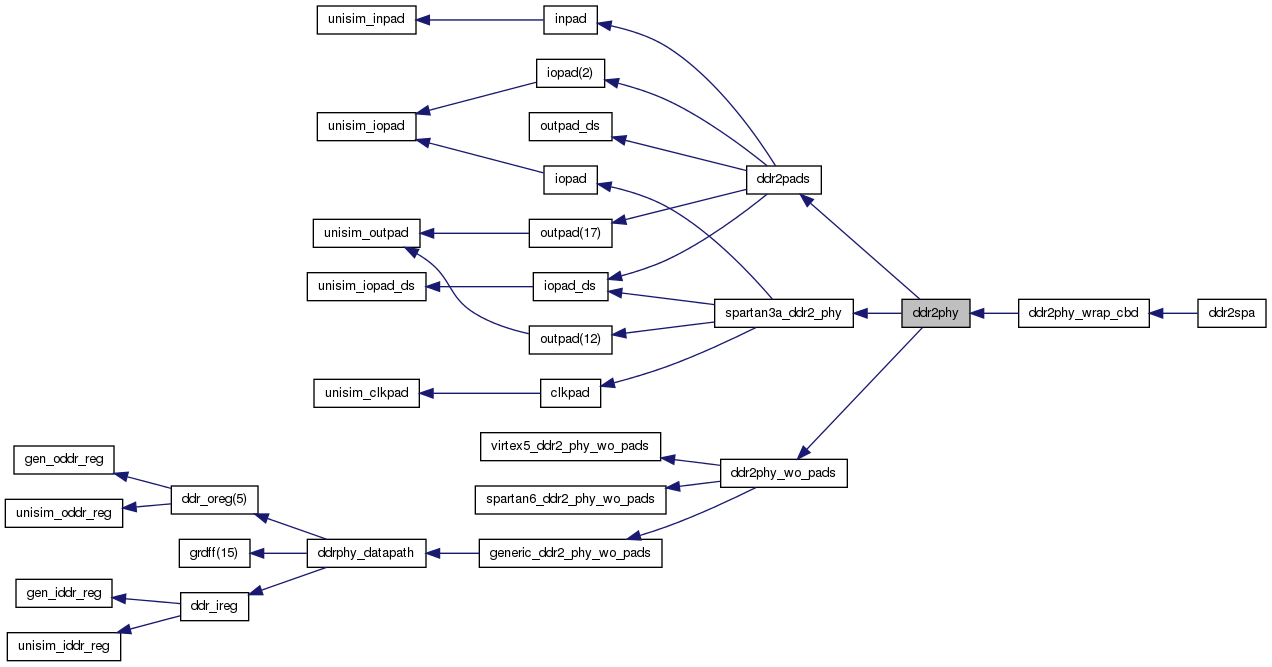 unisim_inpad
inpad
iopad(2)
unisim_iopad
outpad_ds
iopad
ddr2pads
unisim_outpad
outpad(17)
unisim_iopad_ds
iopad_ds
spartan3a_ddr2_phy
ddr2phy
ddr2phy_wrap_cbd
ddr2spa
outpad(12)
unisim_clkpad
clkpad
virtex5_ddr2_phy_wo_pads
gen_oddr_reg
ddr2phy_wo_pads
ddr_oreg(5)
spartan6_ddr2_phy_wo_pads
unisim_oddr_reg
grdff(15)
ddrphy_datapath
generic_ddr2_phy_wo_pads
gen_iddr_reg
ddr_ireg
unisim_iddr_reg